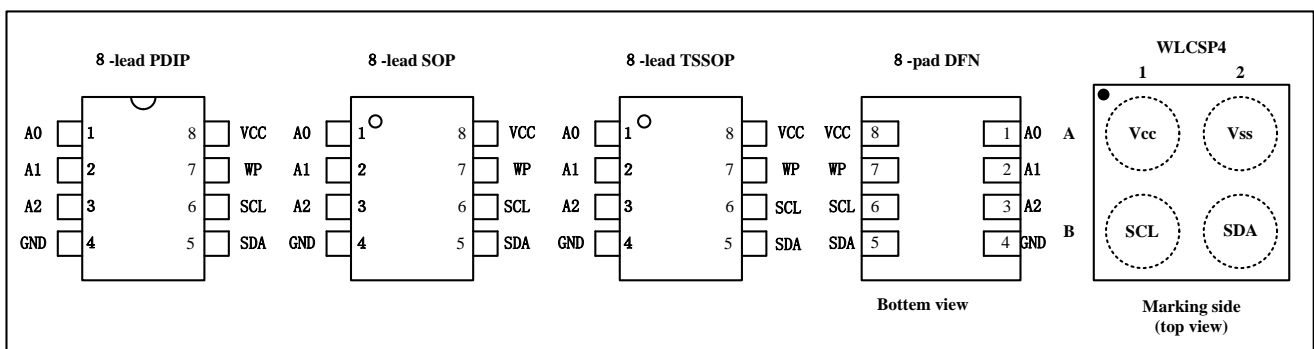 8-lead PDIP
A0 1 8 VCC
A1 2 7 WP
A2 3 6 SCL
GND 4 5 SDA
8-lead SOP
A0 1 8 VCC
A1 2 7 WP
A2 3 6 SCL
GND 4 5 SDA
8-lead TSSOP
A0 1 8 VCC
A1 2 7 WP
A2 3 6 SCL
GND 4 5 SDA
8-pad DFN
VCC 8 1 A0
WP 7 2 A1
SCL 6 3 A2
SDA 5 4 GND
Bottem view
WLCSP4
1 2
A Vcc Vss
B SCL SDA
Marking side
(top view)